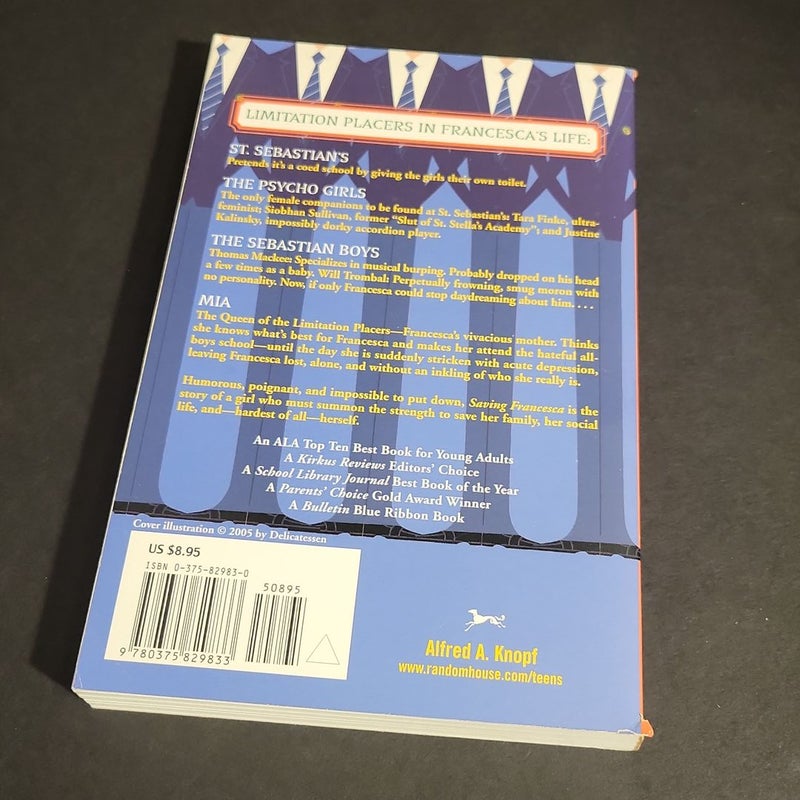 LIMITATION PLACERS IN FRANCESCA'S LIFE:
ST. SEBASTIAN'S
Pretends it's a coed school by giving the girls their own toilet.
THE PSYCHO GIRLS
The only female companions to be found at St. Sebastian's: Tara Finke, ultra-
feminist; Siobhan Sullivan, former "Slut of St. Stella's Academy"; and Justine
Kalinsky, impossibly dorky accordion player.
THE SEBASTIAN BOYS
Thomas Mackee: Specializes in musical burping. Probably dropped on his head
a few times as a baby. Will Trombal: Perpetually frowning, smug moron with
no personality. Now, if only Francesca could stop daydreaming about him. . . .
MIA
The Queen of the Limitation Placers—Francesca's vivacious mother. Thinks
she knows what's best for Francesca and makes her attend the hateful all-
boys school—until the day she is suddenly stricken with acute depression,
leaving Francesca lost, alone, and without an inkling of who she really is.
Humorous, poignant, and impossible to put down, Saving Francesca is the
story of a girl who must summon the strength to save her family, her social
life, and—hardest of all—herself.
An ALA Top Ten Best Book for Young Adults
A Kirkus Reviews Editors' Choice
A School Library Journal Best Book of the Year
A Parents' Choice Gold Award Winner
A Bulletin Blue Ribbon Book
Cover illustration © 2005 by Delicatessen
US $8.95
ISBN 0-375-82983-0
50895
9 780375 829833
Alfred A. Knopf
www.randomhouse.com/teens